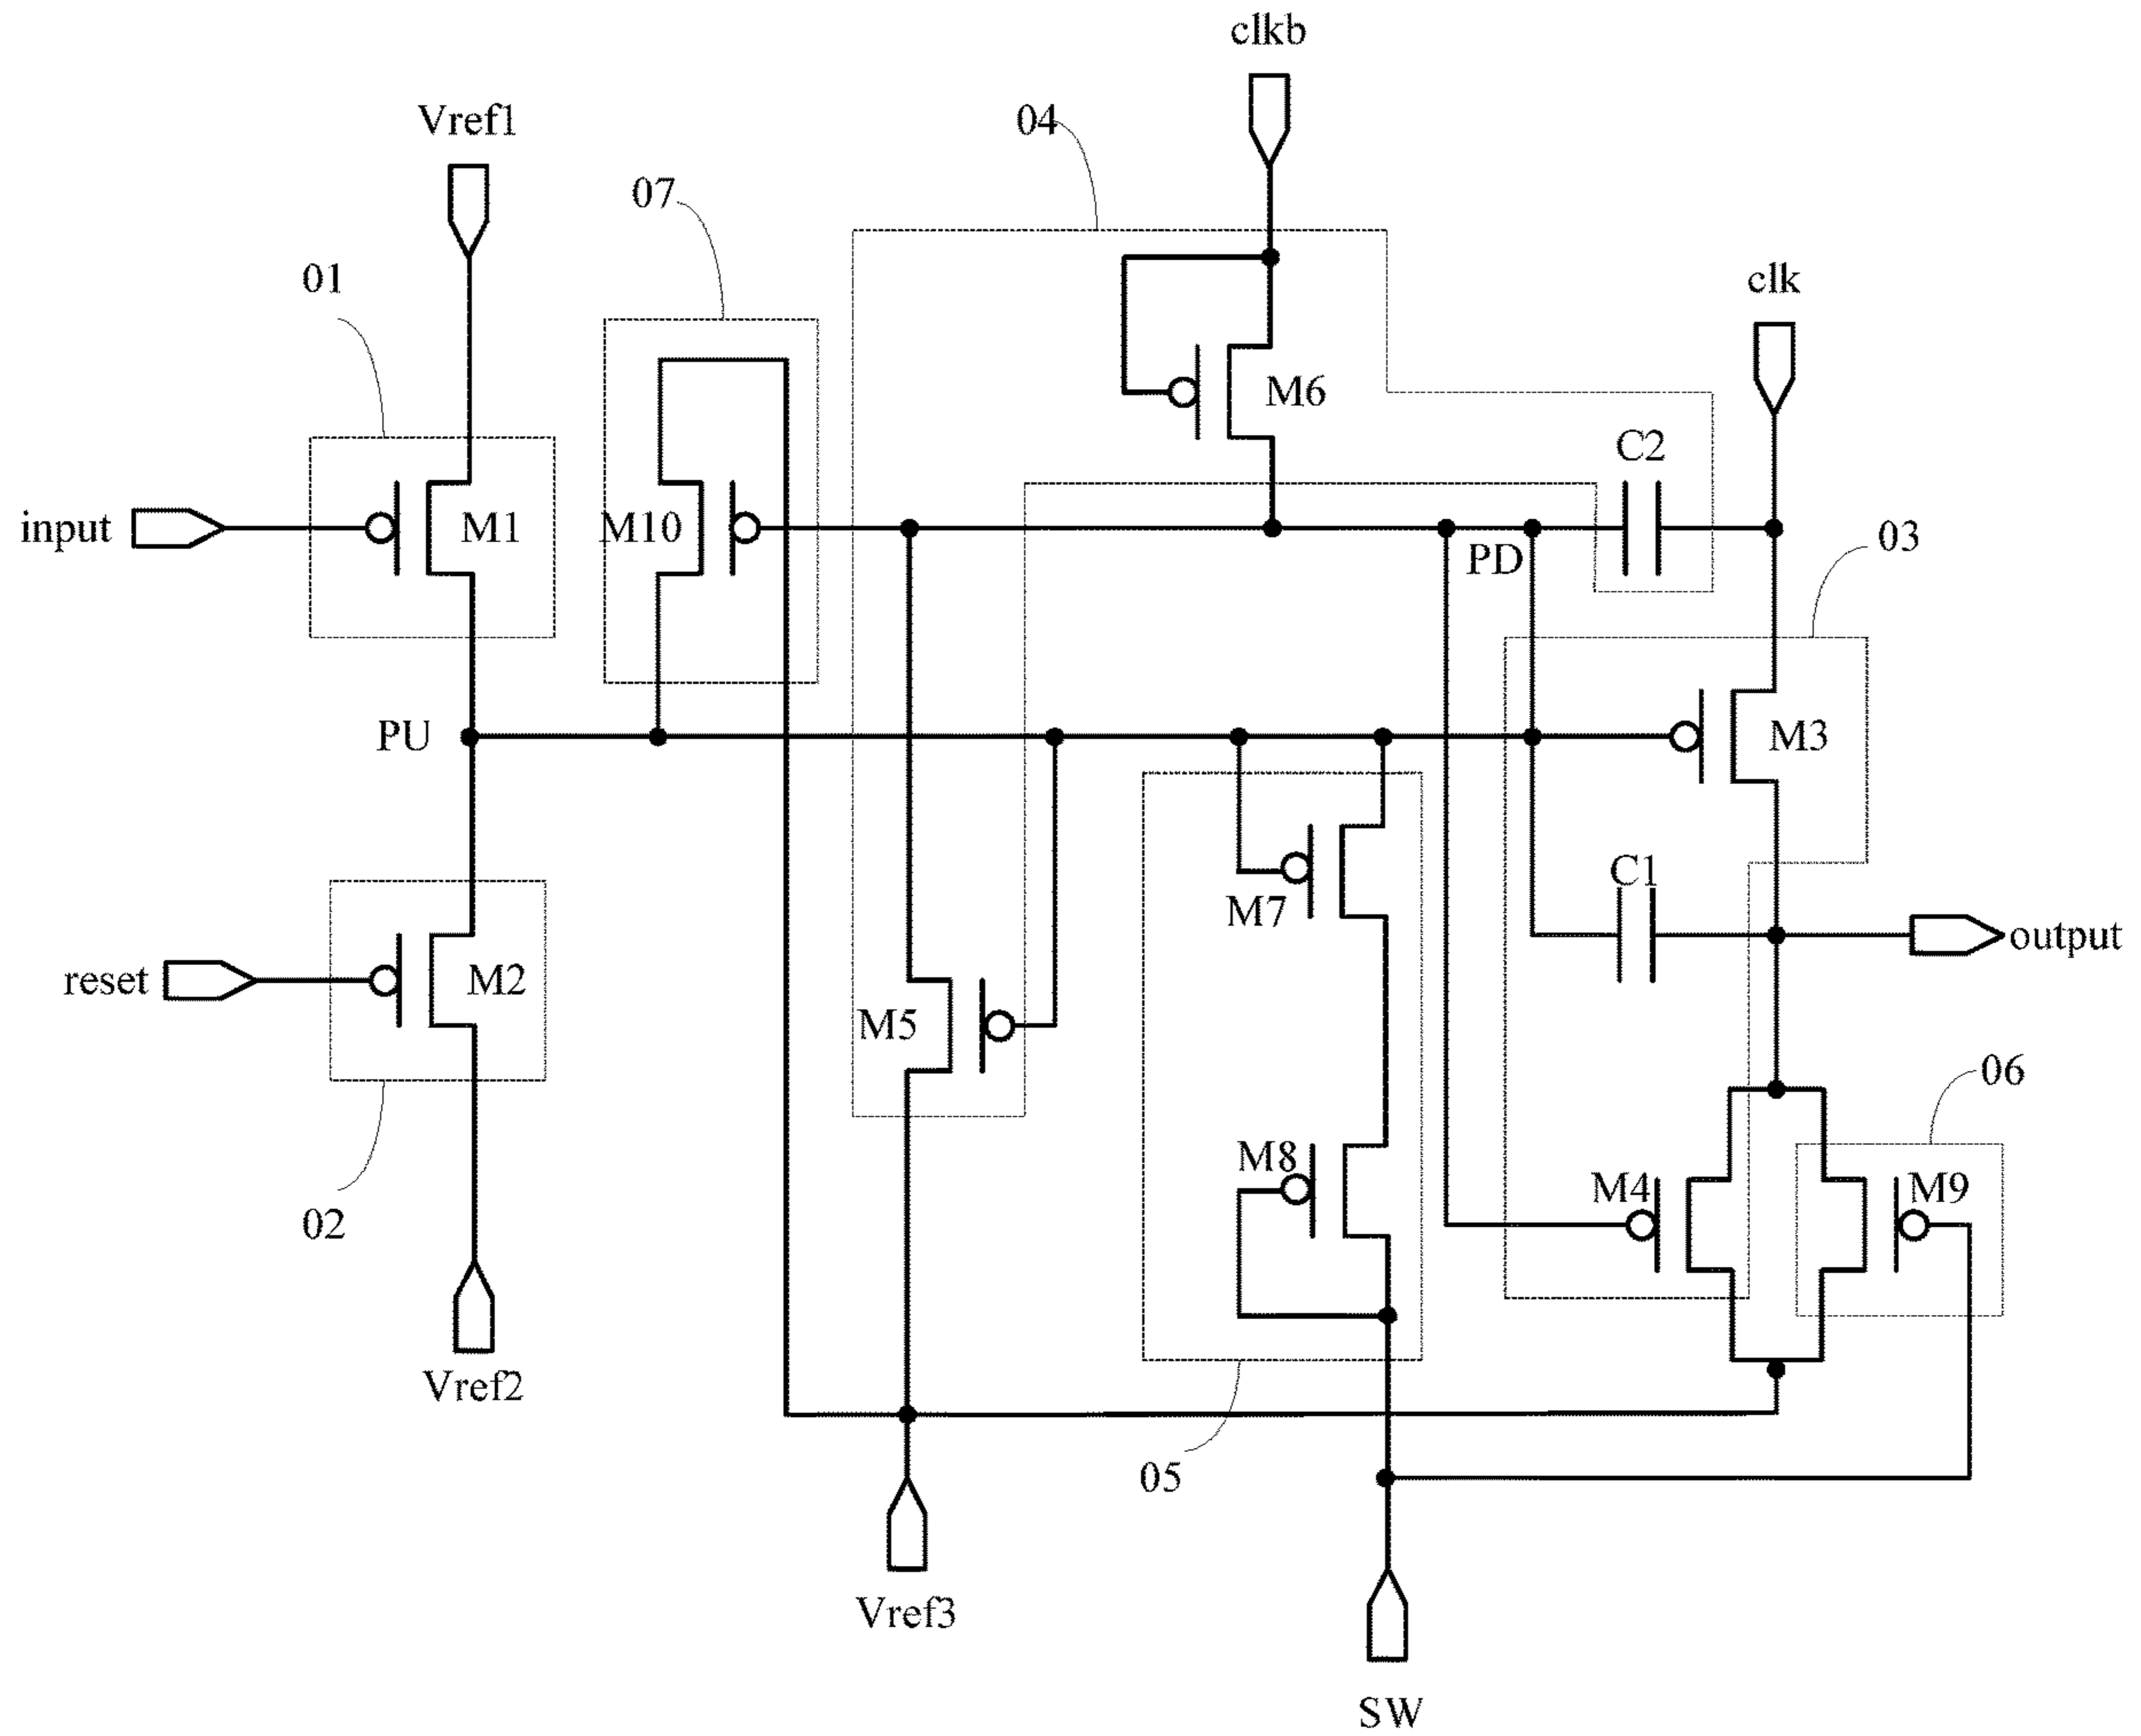 clkb
Vref1
04
07
01
clk
M6
C2
input
M1
M10
PD
03
PU
M3
C1
M7
output
reset
M2
M5
06
M8
M4
M9
02
Vref2
05
Vref3
SW